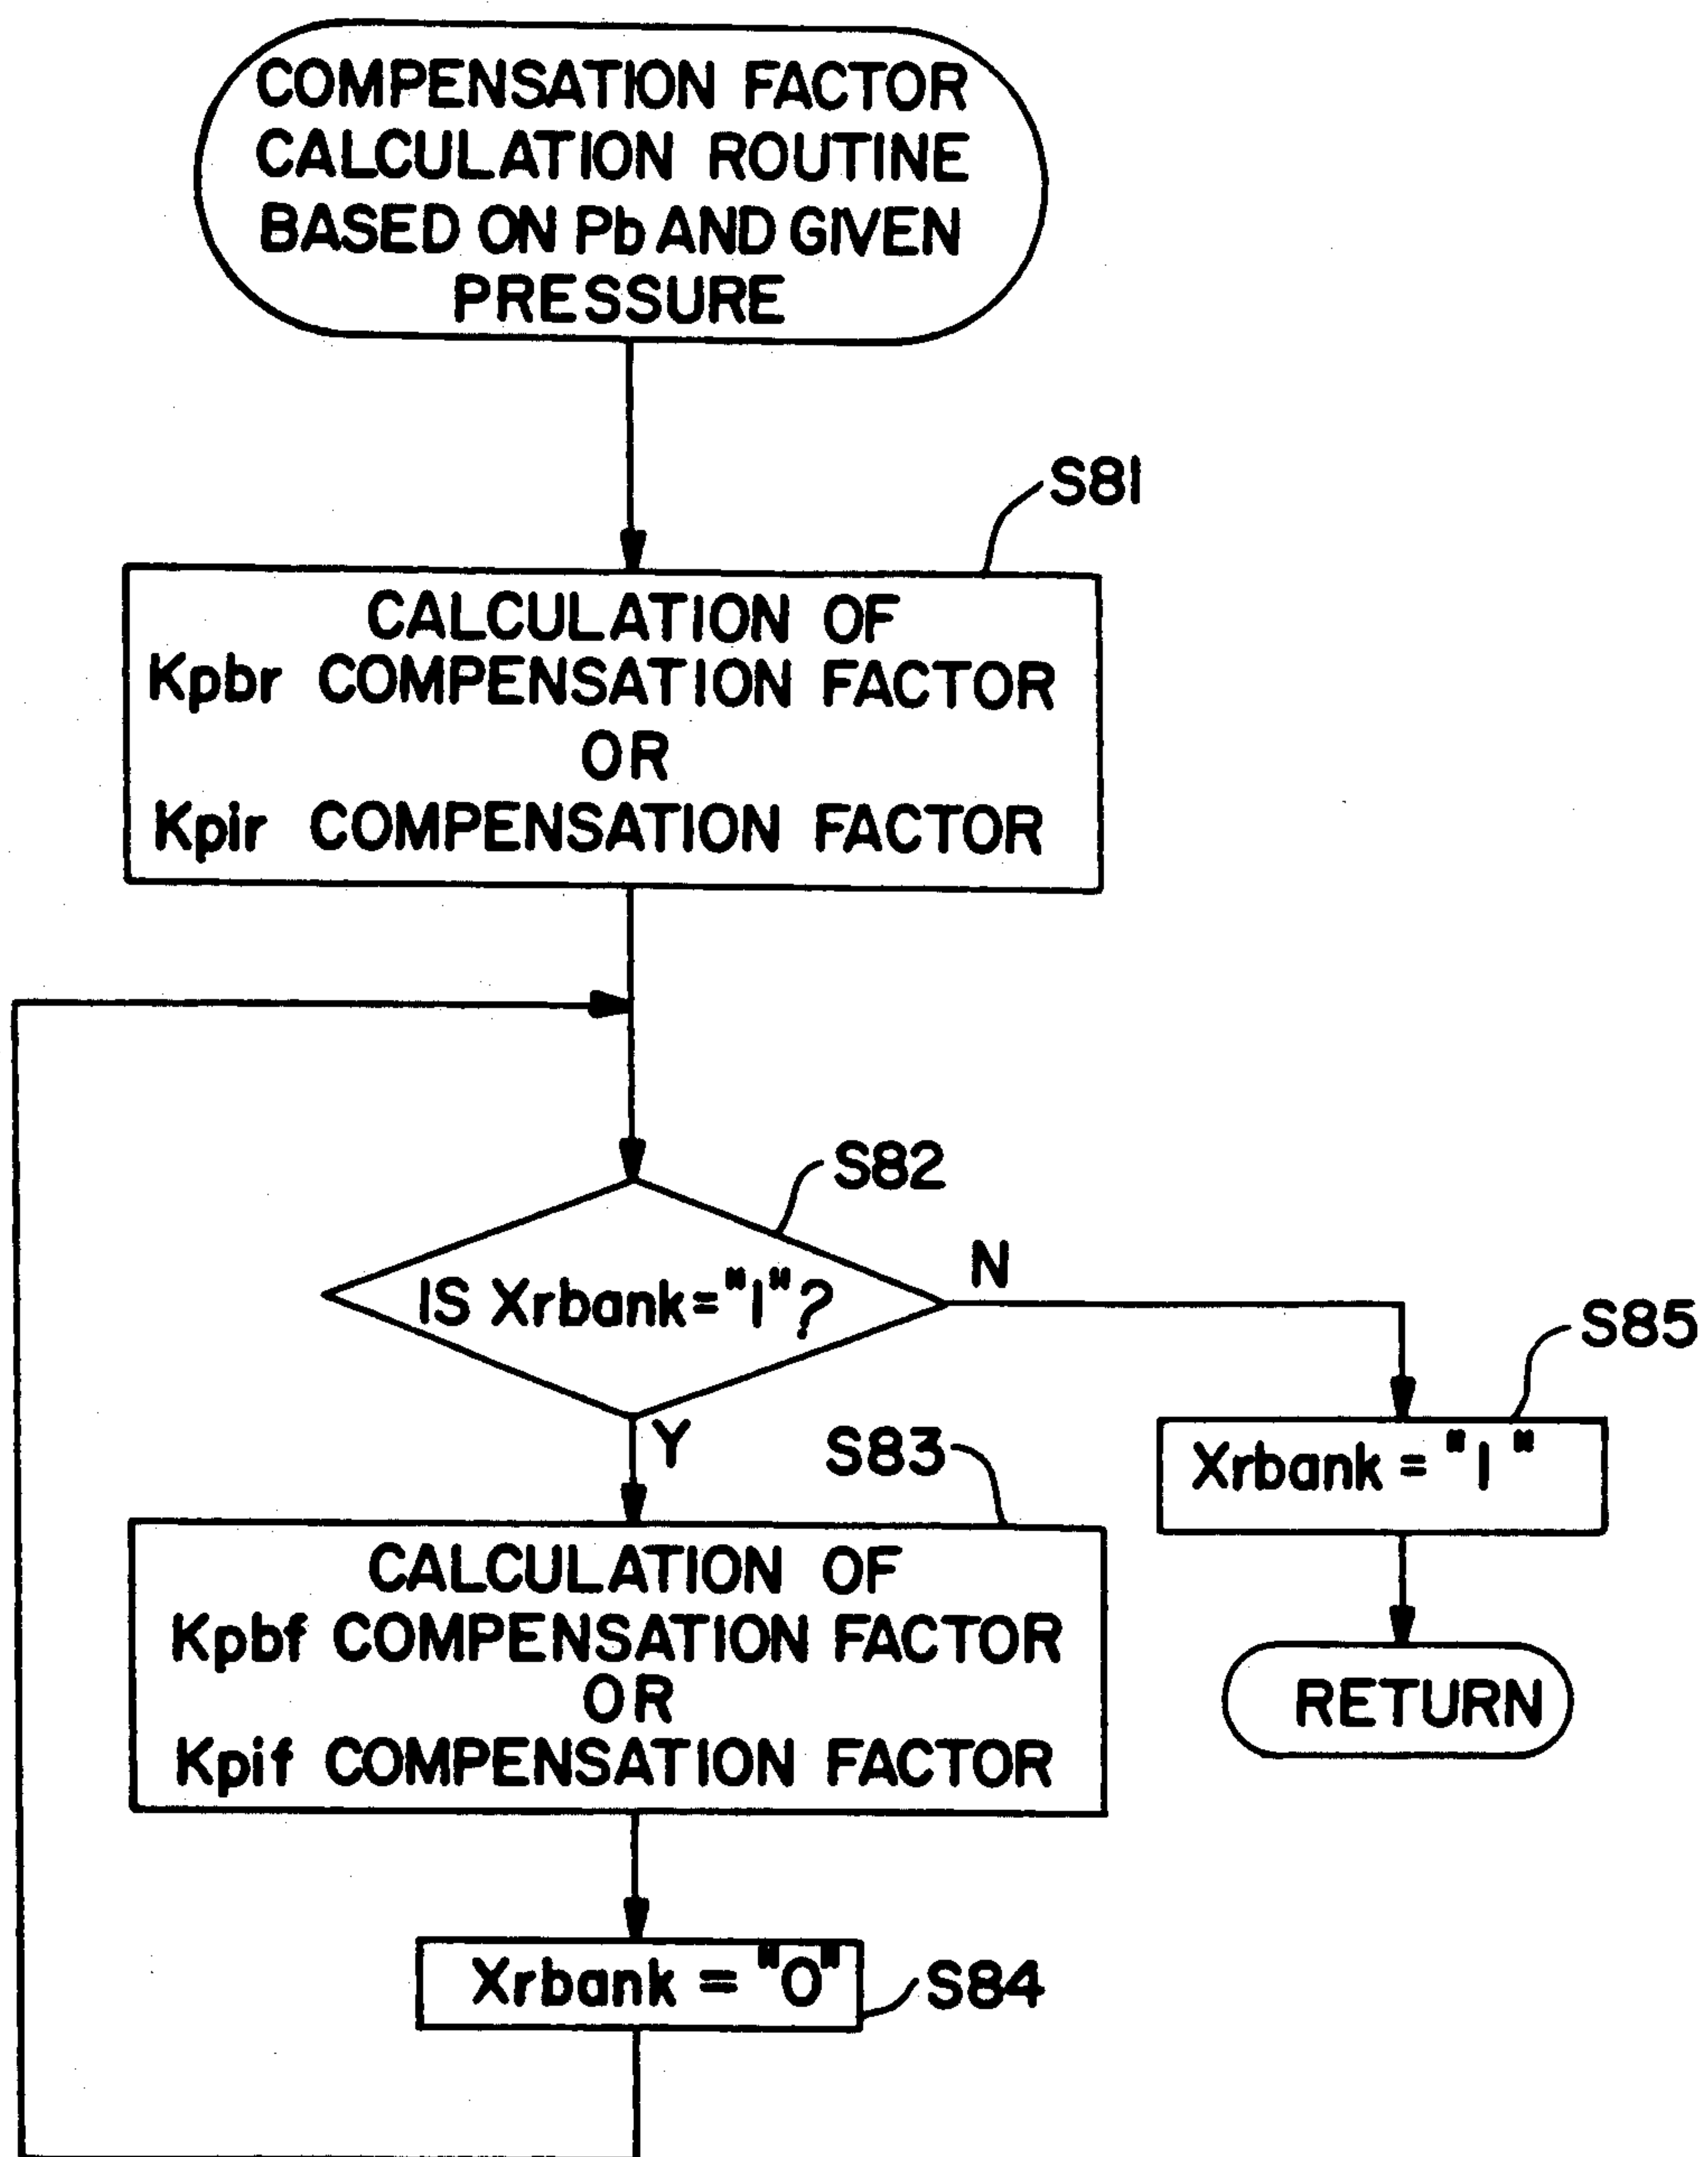 COMPENSATION FACTOR
CALCULATION ROUTINE
BASED ON Pb AND GIVEN
PRESSURE
S81
CALCULATION OF
Kpbr COMPENSATION FACTOR
OR
Kpir COMPENSATION FACTOR
S82
IS Xrbank="1"?
N
S85
Xrbank = "1"
RETURN
Y
S83
CALCULATION OF
Kpbf COMPENSATION FACTOR
OR
Kpif COMPENSATION FACTOR
Xrbank = "0"
S84